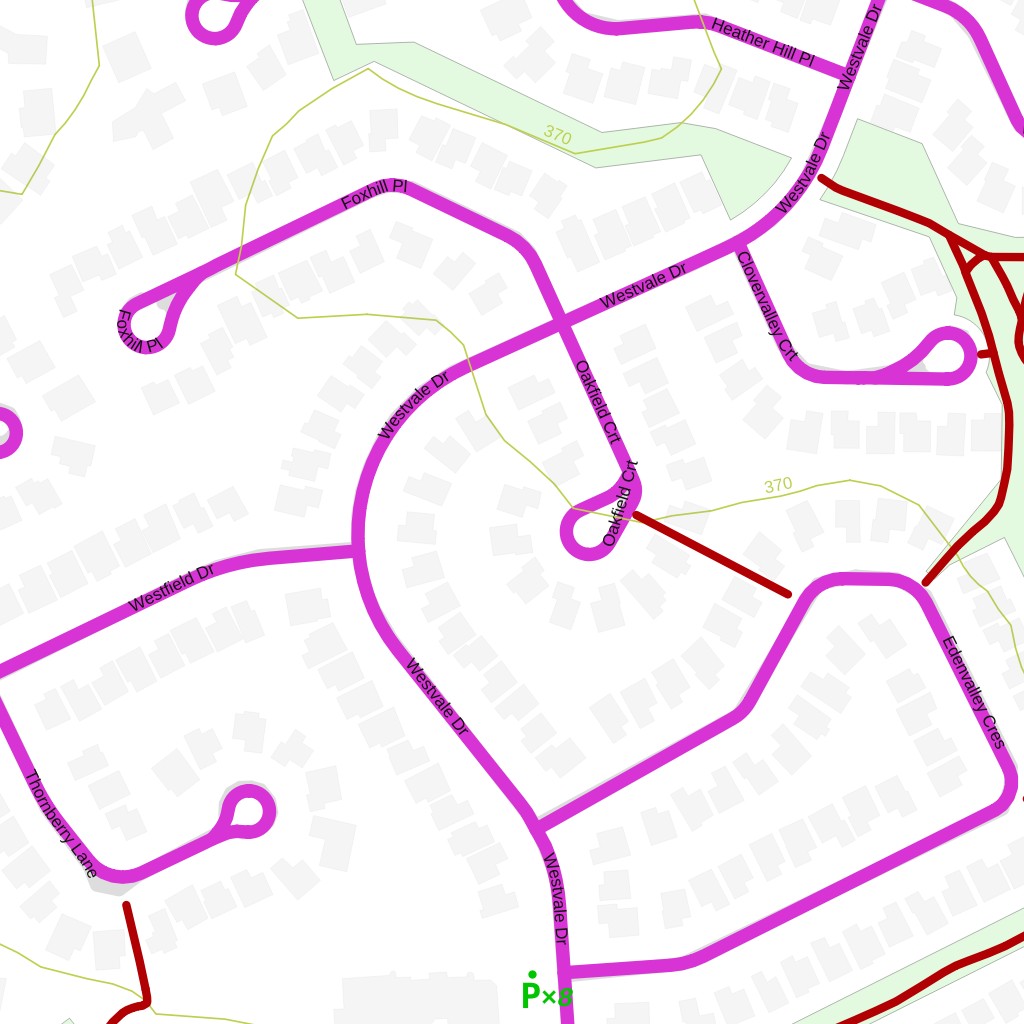 Heather Hill Pl
Westvale Dr
370
Westvale Dr
Foxhill Pl
Westvale Dr
Clovervalley Crt
Foxhill Pl
Westvale Dr
Oakfield Crt
Oakfield Crt
370
Westfield Dr
Westvale Dr
Edenvalley Cres
Thornberry Lane
Westvale Dr
P×8